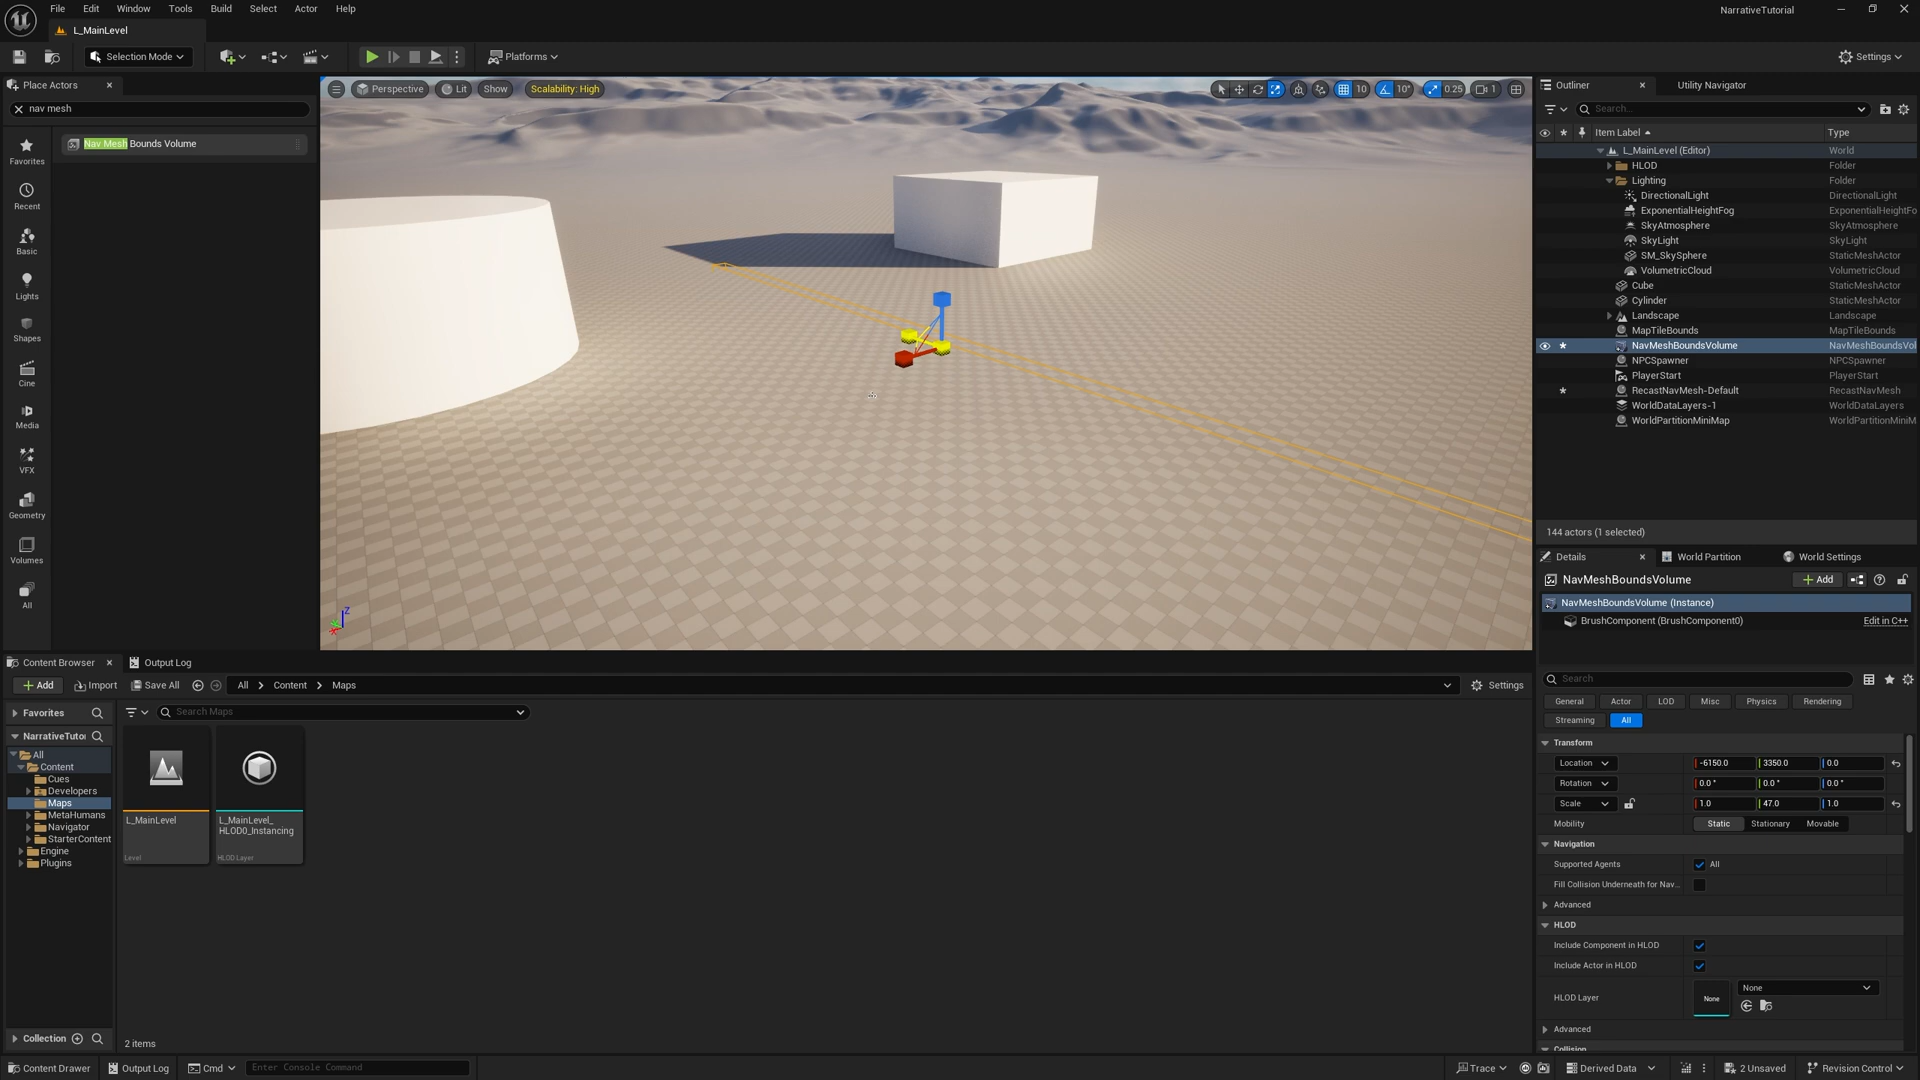 File Edit Window Tools Build Select Actor Help
NarrativeTutorial
L_MainLevel
Selection Mode
Platforms
Settings
Place Actors
nav mesh
Nav Mesh Bounds Volume
Favorites
Recent
Basic
Lights
Shapes
Cine
Media
VFX
Geometry
Volumes
All
Perspective Lit Show Scalability: High
10 10° 0.25 1
Z
Outliner Utility Navigator
Search...
Item Label Type
L_MainLevel (Editor) World
HLOD Folder
Lighting Folder
DirectionalLight DirectionalLight
ExponentialHeightFog ExponentialHeightFo
SkyAtmosphere SkyAtmosphere
SkyLight SkyLight
SM_SkySphere StaticMeshActor
VolumetricCloud VolumetricCloud
Cube StaticMeshActor
Cylinder StaticMeshActor
Landscape Landscape
MapTileBounds MapTileBounds
NavMeshBoundsVolume NavMeshBoundsVol
NPCSpawner NPCSpawner
PlayerStart PlayerStart
RecastNavMesh-Default RecastNavMesh
WorldDataLayers-1 WorldDataLayers
WorldPartitionMiniMap WorldPartitionMiniM
144 actors (1 selected)
Details World Partition World Settings
NavMeshBoundsVolume
Add
NavMeshBoundsVolume (Instance)
BrushComponent (BrushComponent0) Edit in C++
Search
General Actor LOD Misc Physics Rendering
Streaming All
Transform
Location -6150.0 3350.0 0.0
Rotation 0.0 ° 0.0 ° 0.0 °
Scale 1.0 47.0 1.0
Mobility Static Stationary Movable
Navigation
Supported Agents All
Fill Collision Underneath for Nav...
Advanced
HLOD
Include Component in HLOD
Include Actor in HLOD
HLOD Layer None None
Advanced
Collision
Content Browser Output Log
Add Import Save All All Content Maps Settings
Favorites
NarrativeTutor
All
Content
Cues
Developers
Maps
MetaHumans
Navigator
StarterContent
Engine
Plugins
Collection
Search Maps
L_MainLevel
Level
L_MainLevel_
HLOD0_Instancing
HLOD Layer
2 items
Content Drawer Output Log Cmd Enter Console Command
Trace Derived Data 2 Unsaved Revision Control